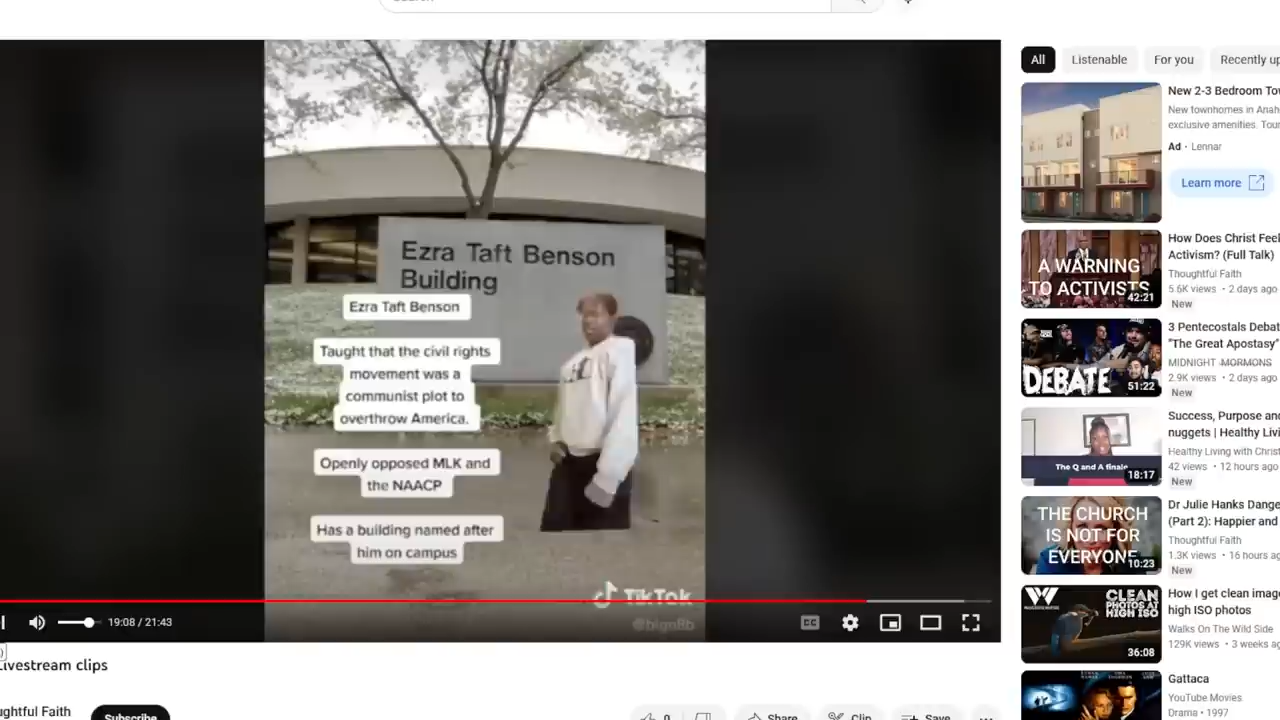 Ezra Taft Benson
Building
Ezra Taft Benson
Taught that the civil rights
movement was a
communist plot to
overthrow America.
Openly opposed MLK and
the NAACP
Has a building named after
him on campus
TikTok
19:08 / 21:43
CC
Livestream clips
ughtful Faith
Subscribe
0
Share
Clip
Save
All
Listenable
For you
Recently up
New 2-3 Bedroom Tow
New townhomes in Anah
exclusive amenities. Tour
Ad · Lennar
Learn more
A WARNING
TO ACTIVISTS
42:21
How Does Christ Feel
Activism? (Full Talk)
Thoughtful Faith
5.6K views · 2 days ago
New
DEBATE
51:22
3 Pentecostals Debat
"The Great Apostasy"
MIDNIGHT MORMONS
2.9K views · 2 days ago
New
The Q and A finale
18:17
Success, Purpose and
nuggets | Healthy Livi
Healthy Living with Christ
42 views · 12 hours ago
New
THE CHURCH
IS NOT FOR
EVERYONE
10:23
Dr Julie Hanks Dange
(Part 2): Happier and
Thoughtful Faith
1.3K views · 16 hours ago
New
CLEAN
PHOTOS AT
HIGH ISO
36:08
How I get clean image
high ISO photos
Walks On The Wild Side
129K views · 3 weeks ag
Gattaca
YouTube Movies
Drama · 1997